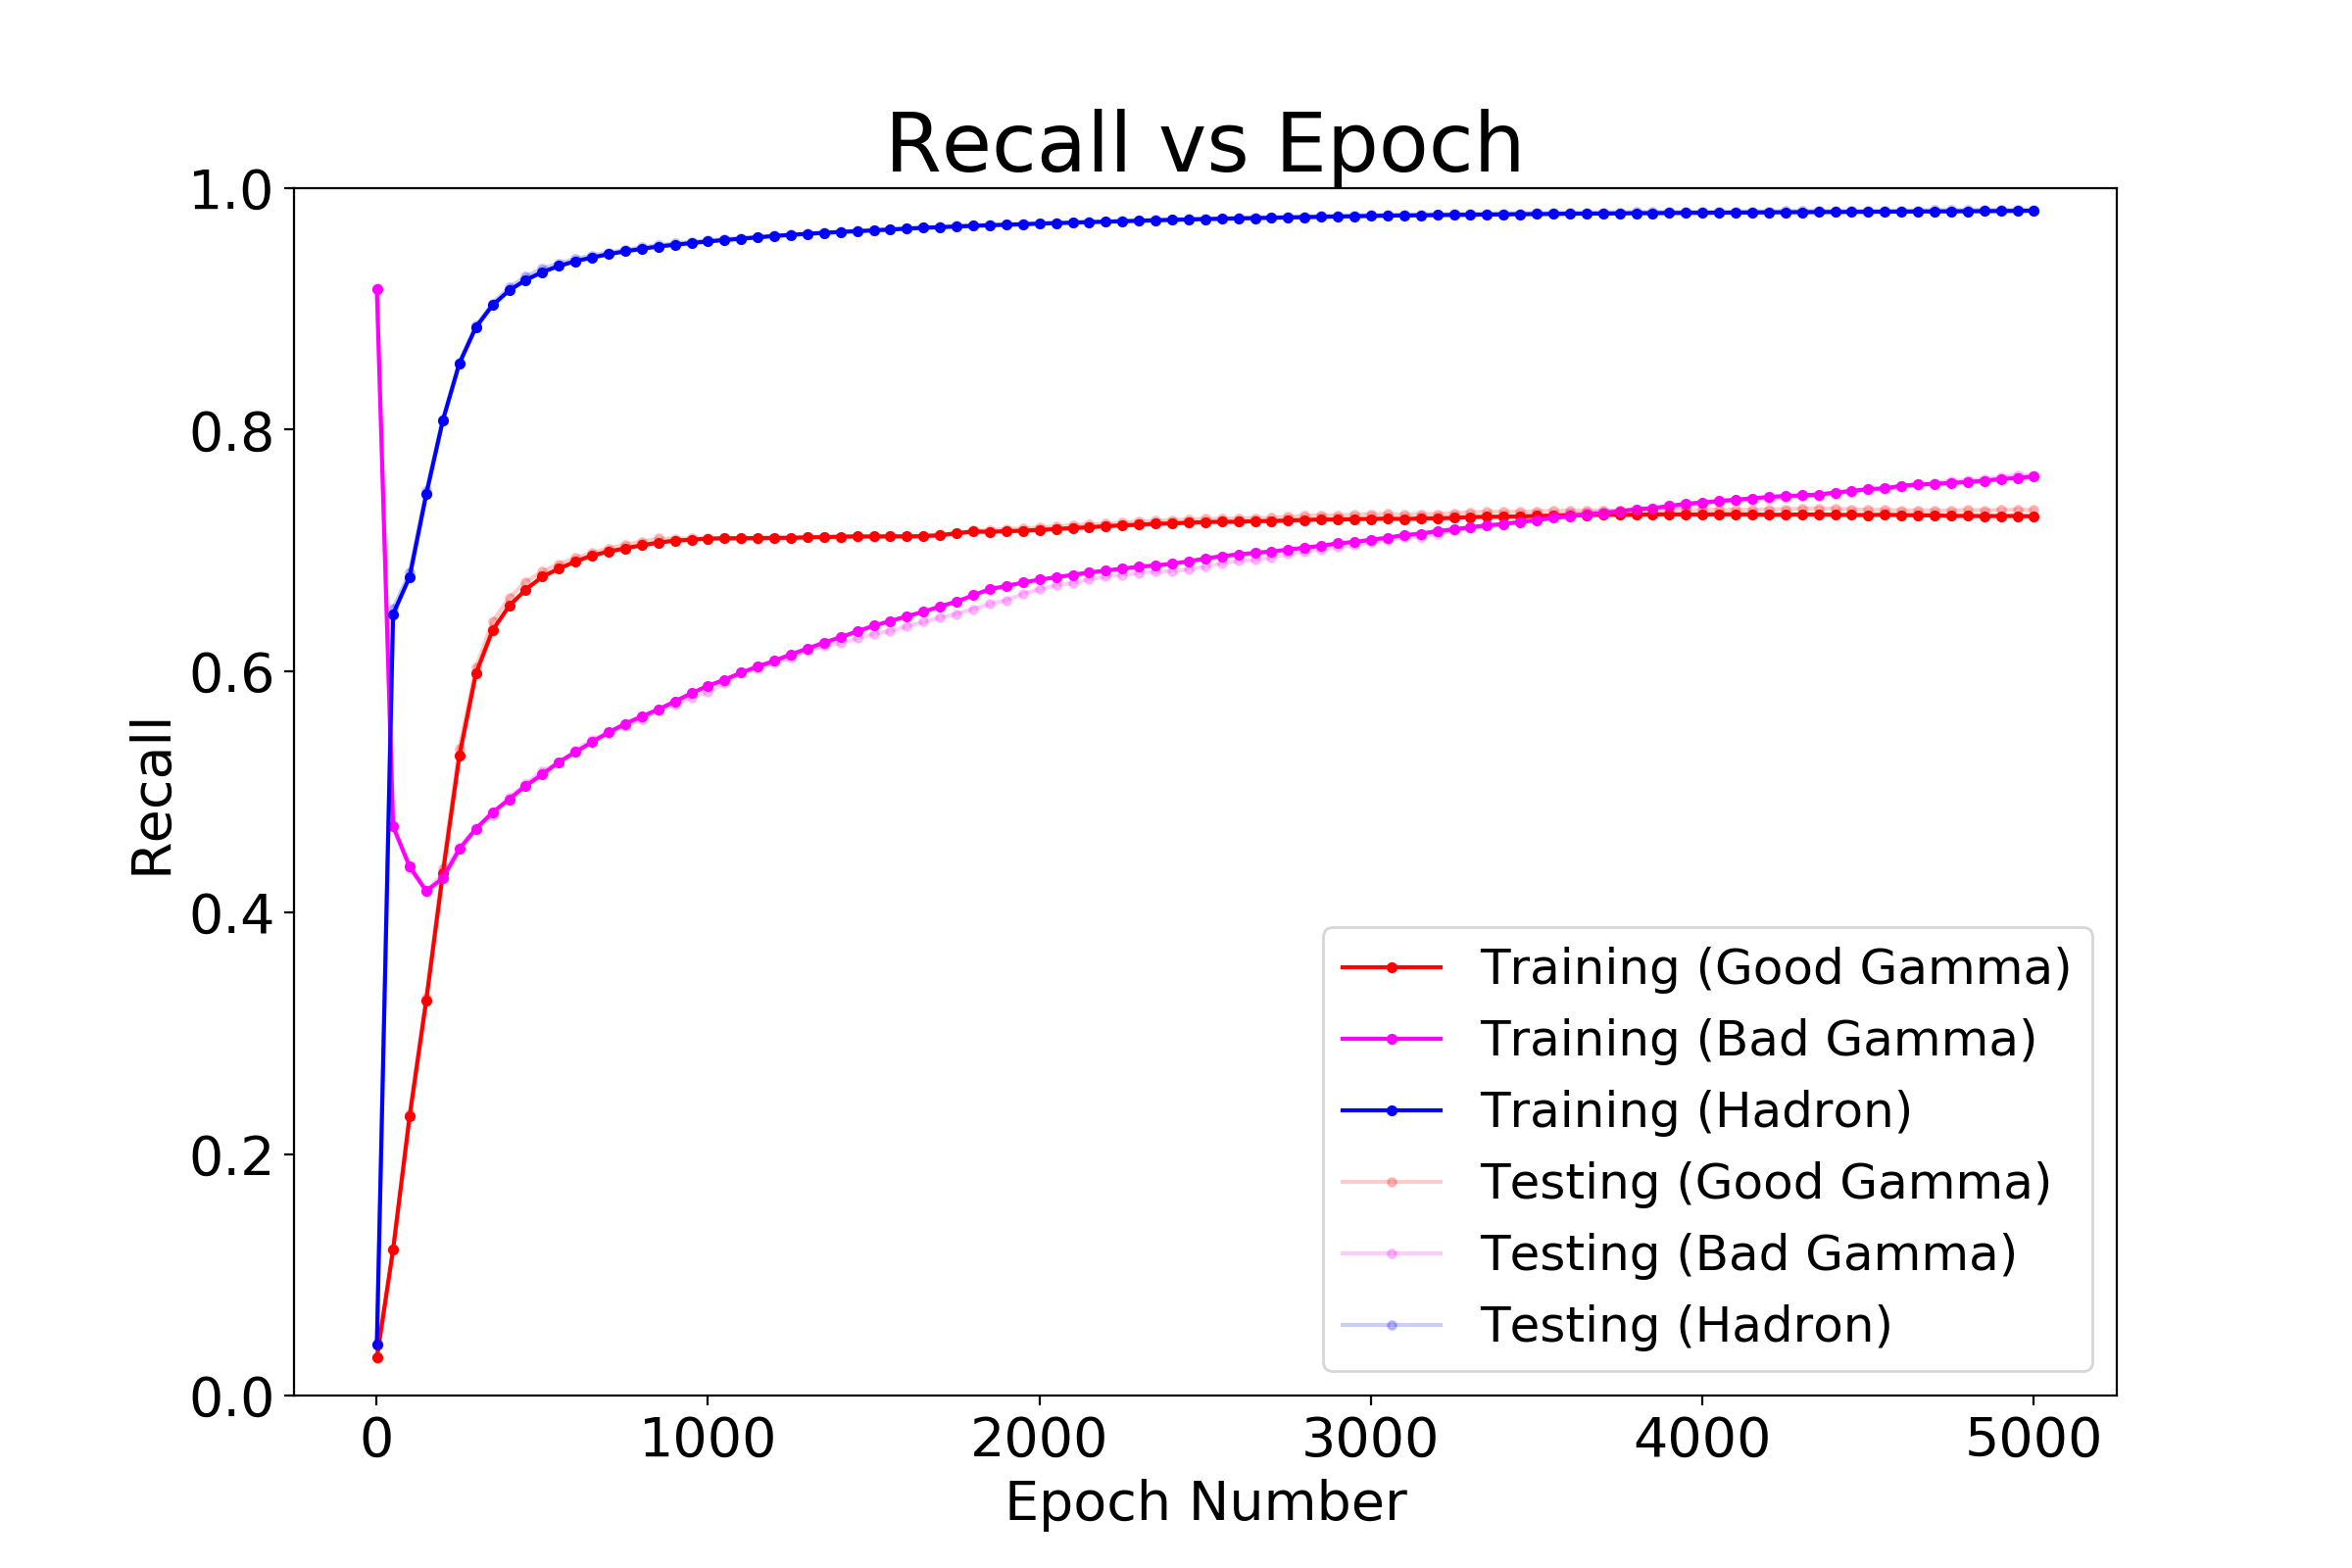 Recall vs Epoch
1.0
0.8
0.6
0.4
0.2
0.0
Recall
0 1000 2000 3000 4000 5000
Epoch Number
Training (Good Gamma)
Training (Bad Gamma)
Training (Hadron)
Testing (Good Gamma)
Testing (Bad Gamma)
Testing (Hadron)